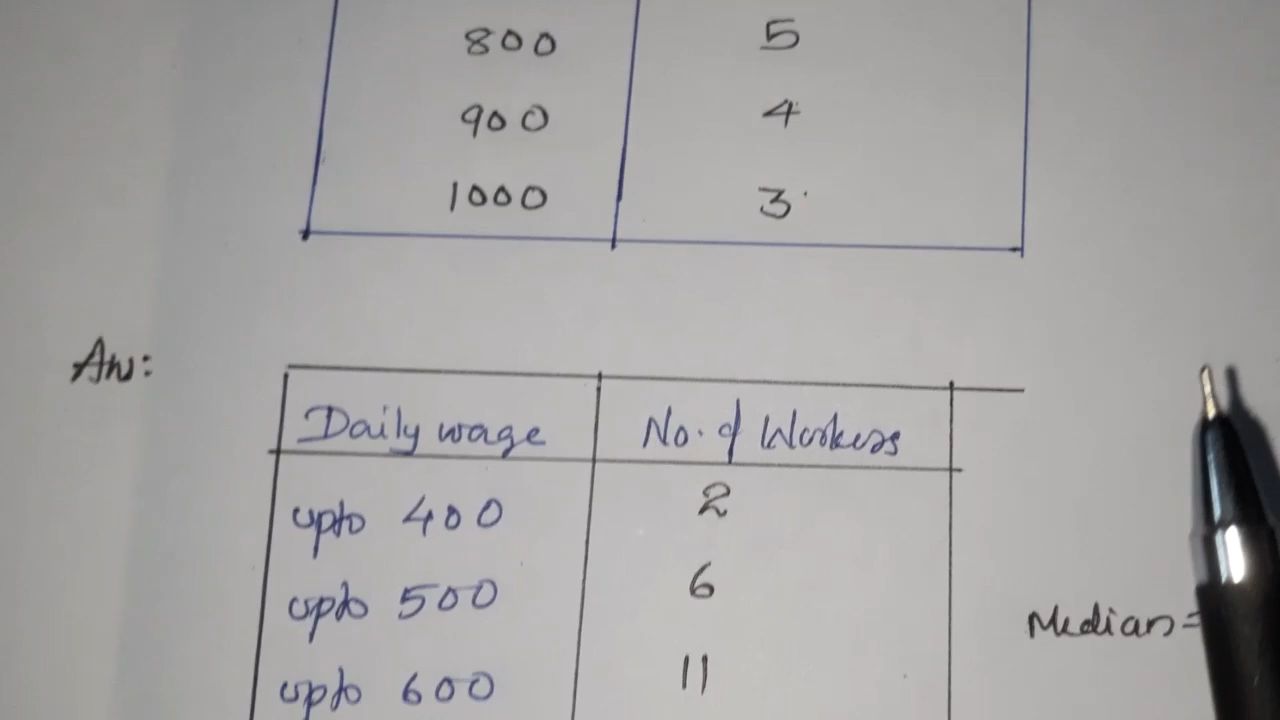 800 5
900 4
1000 3
An:
Daily wage No. of Workers
upto 400 2
upto 500 6
Median=
upto 600 11